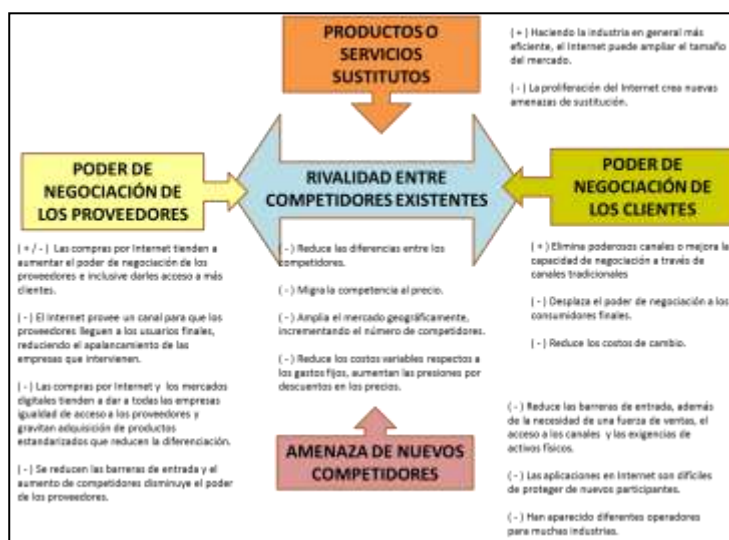 PRODUCTOS O
SERVICIOS
SUSTITUTOS
( + ) Haciendo la industria en general más
eficiente, el Internet puede ampliar el tamaño
del mercado.
( - ) La proliferación del Internet crea nuevas
amenazas de sustitución.
PODER DE
NEGOCIACIÓN DE
LOS PROVEEDORES
RIVALIDAD ENTRE
COMPETIDORES EXISTENTES
PODER DE
NEGOCIACIÓN DE
LOS CLIENTES
( + / - ) Las compras por Internet tienden a
aumentar el poder de negociación de los
proveedores e inclusive darles acceso a más
clientes.
( - ) El Internet provee un canal para que los
proveedores lleguen a los usuarios finales,
reduciendo el apalancamiento de las
empresas que intervienen.
( - ) Las compras por Internet y los mercados
digitales tienden a dar a todas las empresas
igualdad de acceso a los proveedores y
gravitan adquisición de productos
estandarizados que reducen la diferenciación.
( - ) Se reducen las barreras de entrada y el
aumento de competidores disminuye el poder
de los proveedores.
( - ) Reduce las diferencias entre los
competidores.
( - ) Migra la competencia al precio.
( - ) Amplia el mercado geográficamente,
incrementando el número de competidores.
( - ) Reduce los costos variables respectos a
los gastos fijos, aumentan las presiones por
descuentos en los precios.
( + ) Elimina poderosos canales o mejora la
capacidad de negociación a través de
canales tradicionales
( - ) Desplaza el poder de negociación a los
consumidores finales.
( - ) Reduce los costos de cambio.
AMENAZA DE NUEVOS
COMPETIDORES
( - ) Reduce las barreras de entrada, además
de la necesidad de una fuerza de ventas, el
acceso a los canales y las exigencias de
activos físicos.
( - ) Las aplicaciones en Internet son difíciles
de proteger de nuevos participantes.
( - ) Han aparecido diferentes operadores
para muchas industrias.